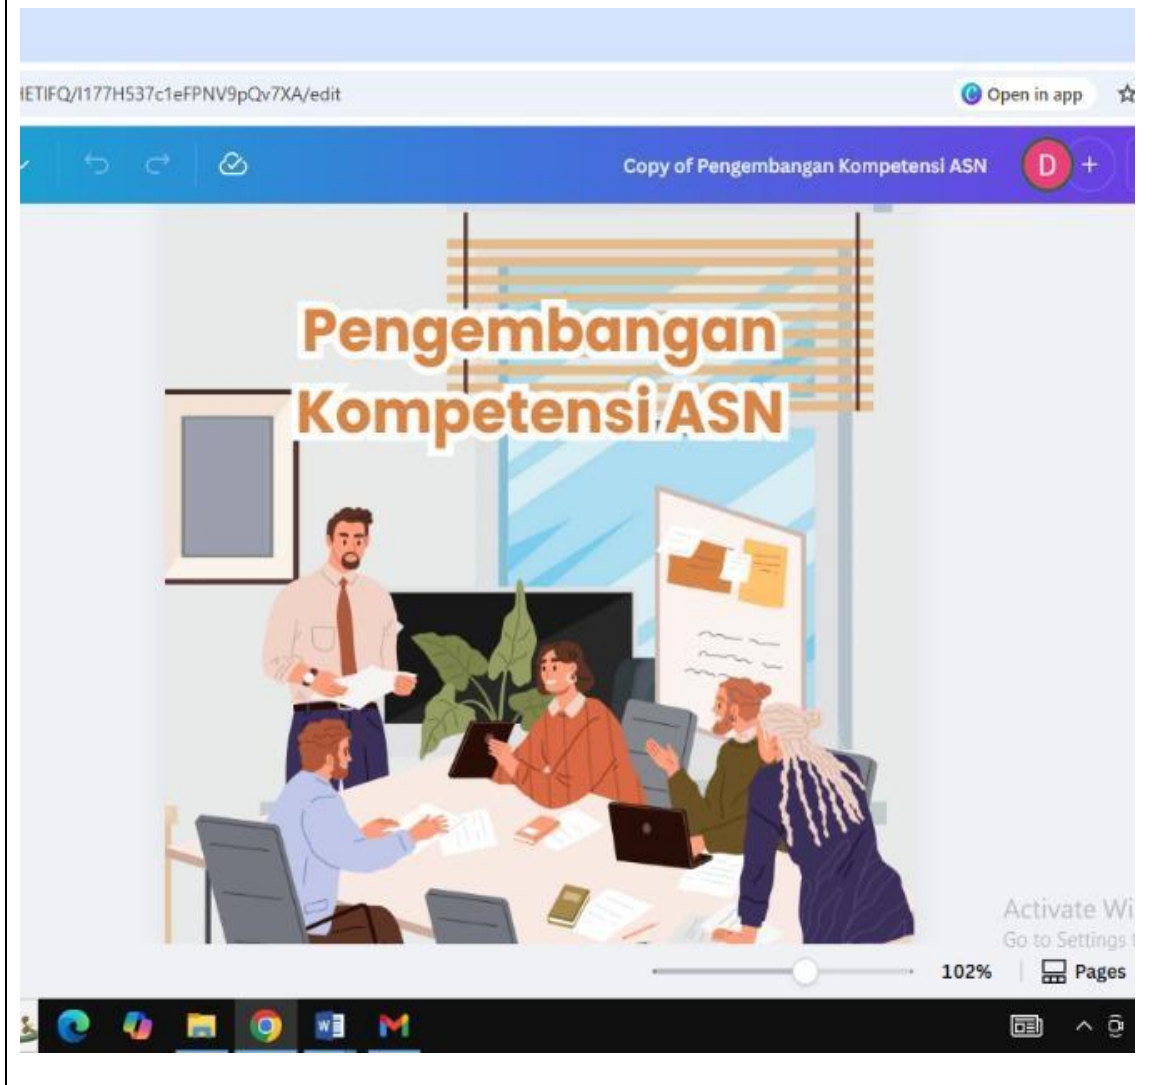 IETIFQ/I177H537c1eFPNV9pQv7XA/edit
Open in app
Copy of Pengembangan Kompetensi ASN
D
+
Pengembangan
Kompetensi ASN
Activate Wi
Go to Settings
102%
Pages